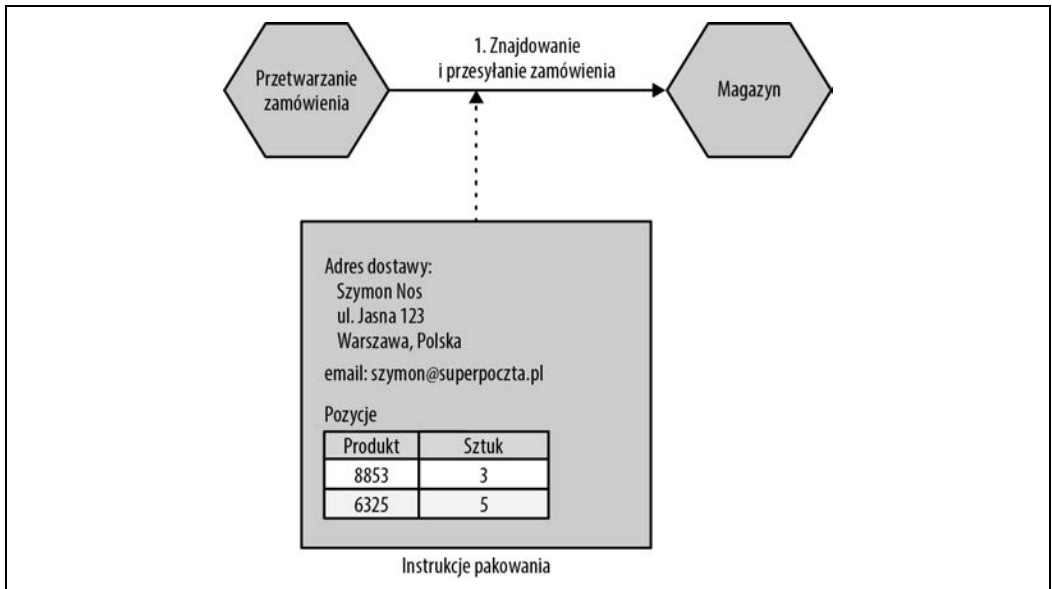 1. Znajdowanie
i przesyłanie zamówienia
Przetwarzanie
zamówienia
Magazyn
Adres dostawy:
Szymon Nos
ul. Jasna 123
Warszawa, Polska
email: szymon@superpoczta.pl
Pozycje
Produkt Sztuk
8853 3
6325 5
Instrukcje pakowania